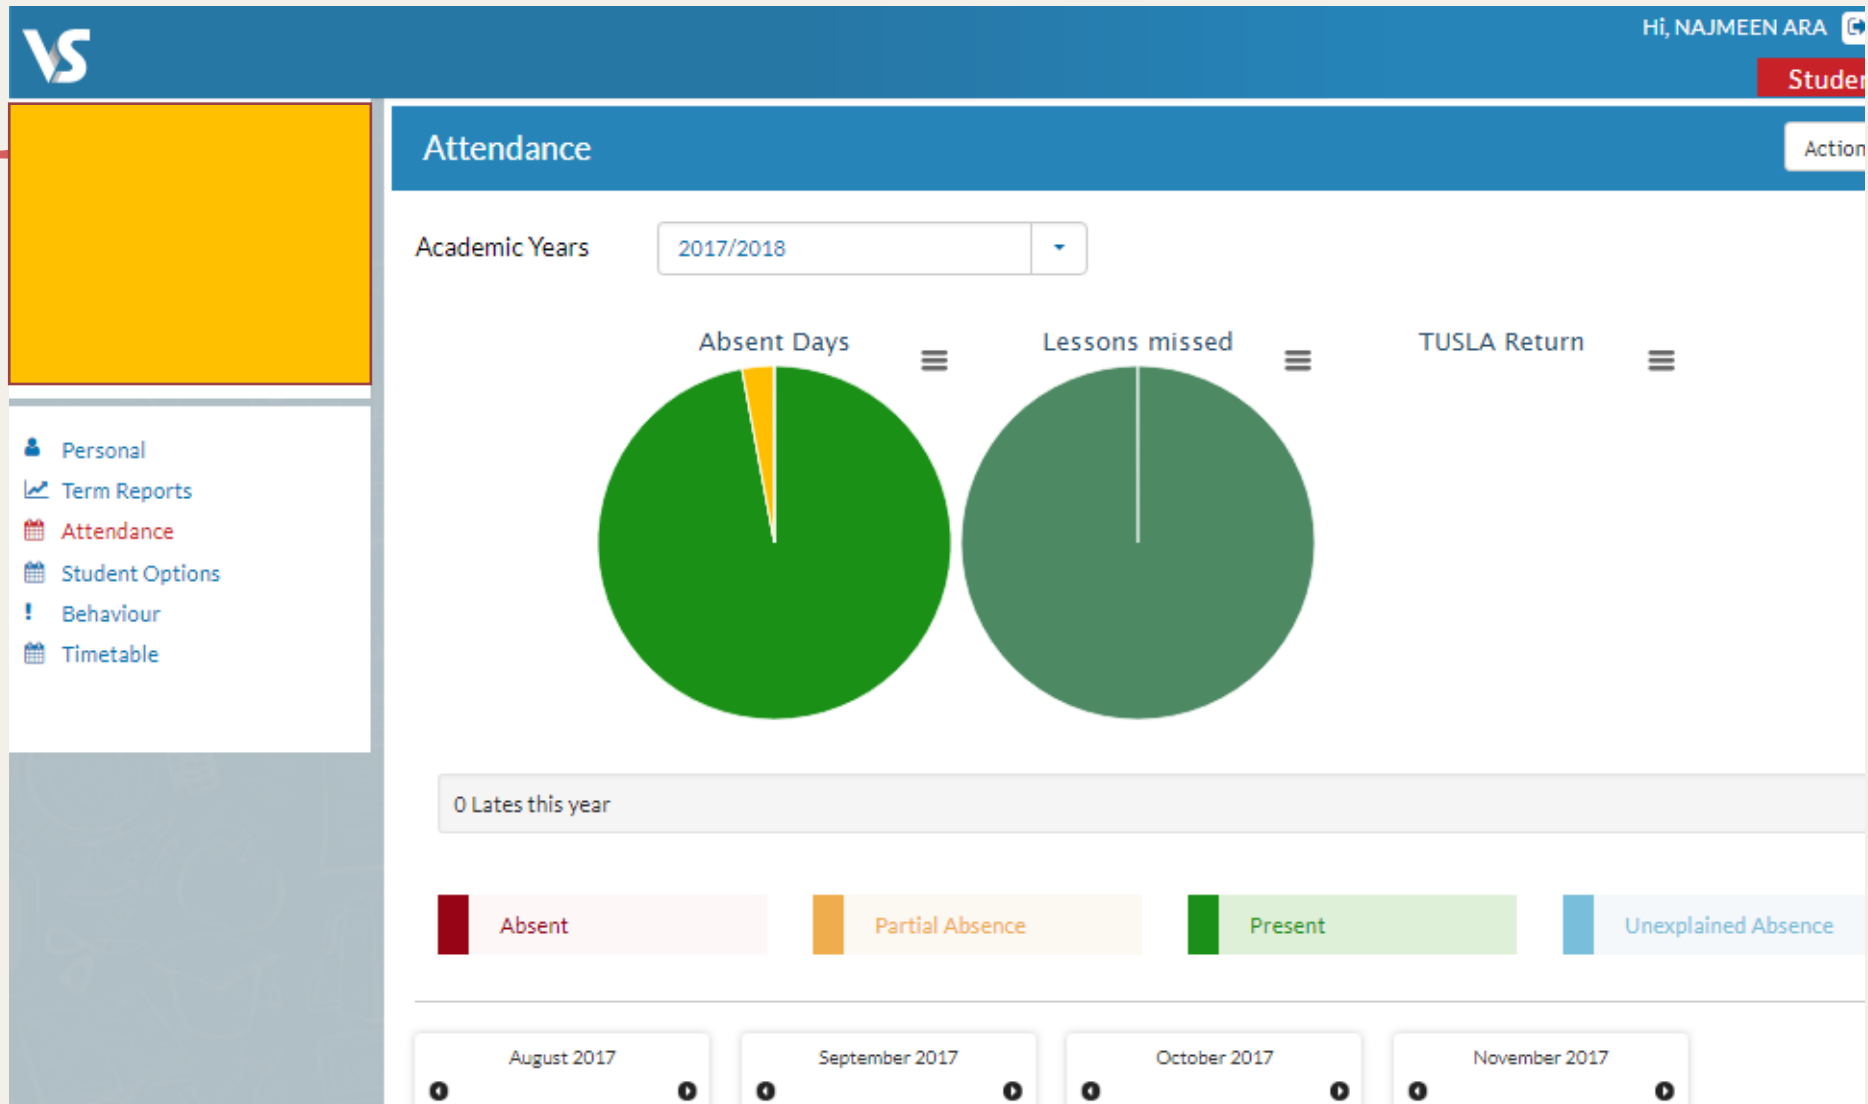 VS
Hi, NAJMEEN ARA
Studen
Attendance
Action
Academic Years
2017/2018
Absent Days
Lessons missed
TUSLA Return
Personal
Term Reports
Attendance
Student Options
Behaviour
Timetable
0 Lates this year
Absent
Partial Absence
Present
Unexplained Absence
August 2017
September 2017
October 2017
November 2017